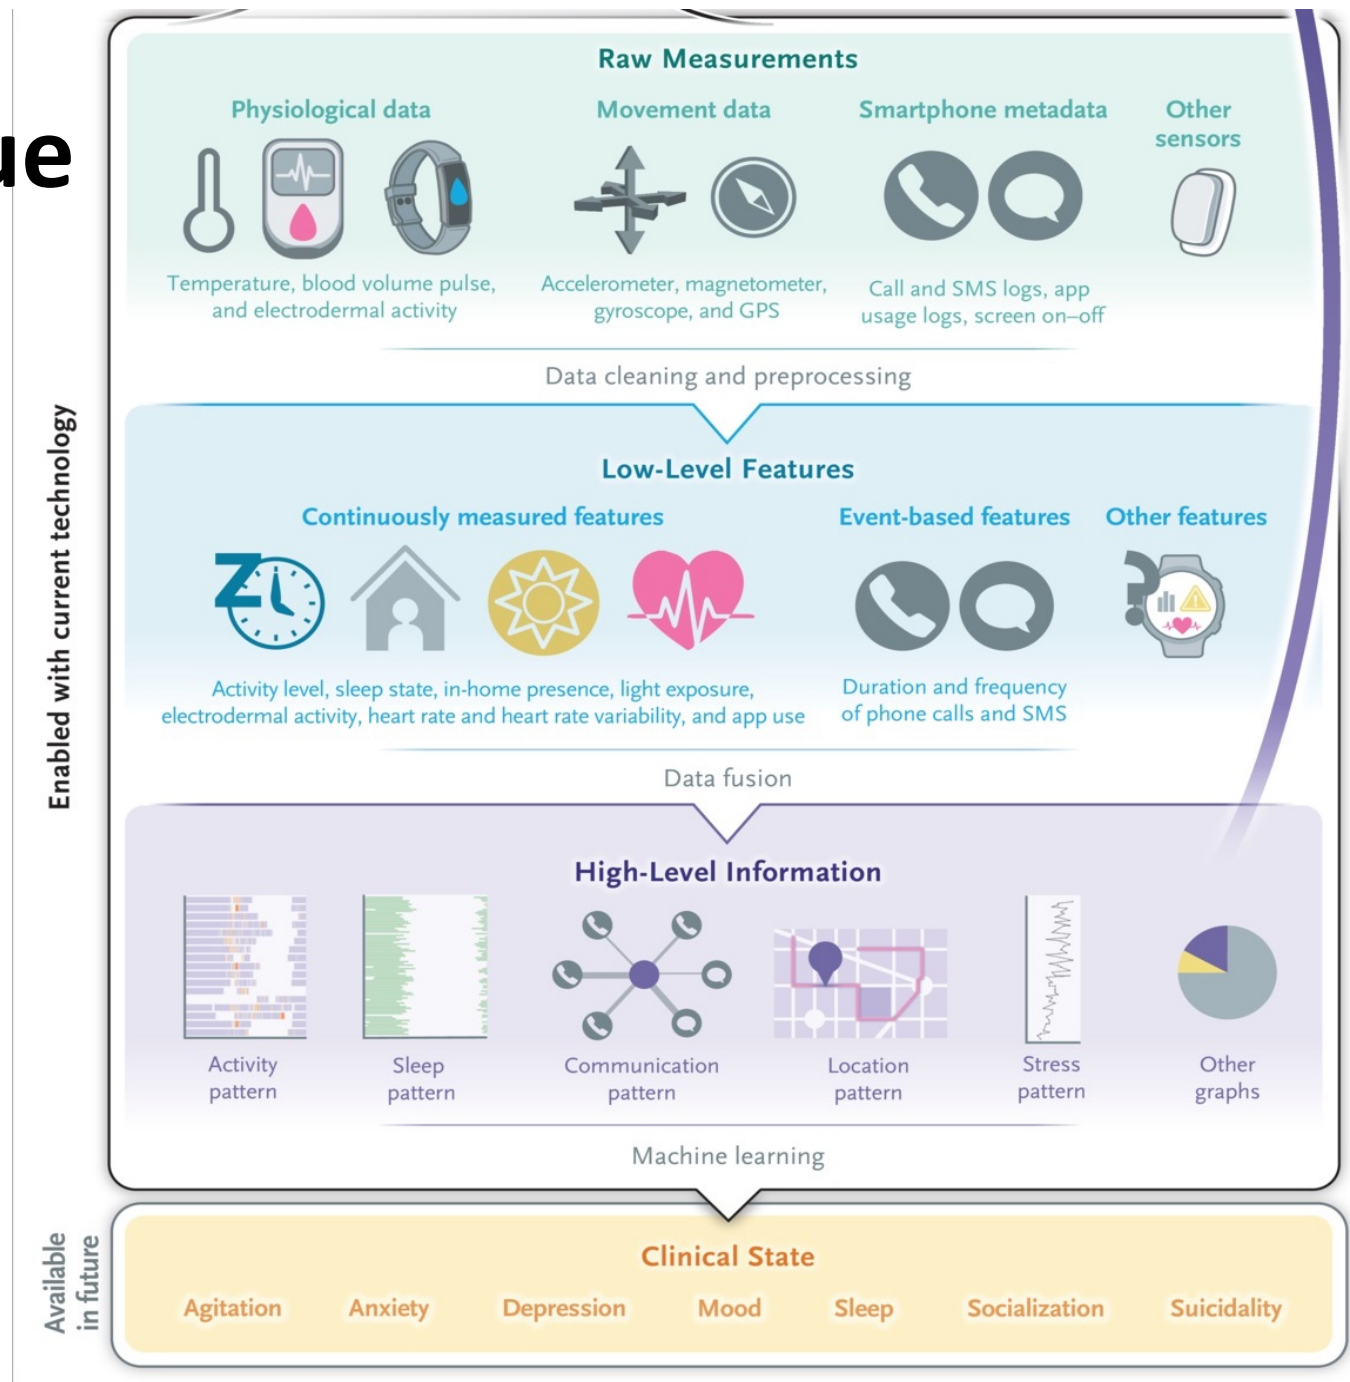 ue
Raw Measurements
Physiological data
Movement data
Smartphone metadata
Other
sensors
Temperature, blood volume pulse,
and electrodermal activity
Accelerometer, magnetometer,
gyroscope, and GPS
Call and SMS logs, app
usage logs, screen on–off
Data cleaning and preprocessing
Enabled with current technology
Low-Level Features
Continuously measured features
Event-based features
Other features
Z
?
Activity level, sleep state, in-home presence, light exposure,
electrodermal activity, heart rate and heart rate variability, and app use
Duration and frequency
of phone calls and SMS
Data fusion
High-Level Information
Activity
pattern
Sleep
pattern
Communication
pattern
Location
pattern
Stress
pattern
Other
graphs
Machine learning
Available
in future
Clinical State
Agitation
Anxiety
Depression
Mood
Sleep
Socialization
Suicidality